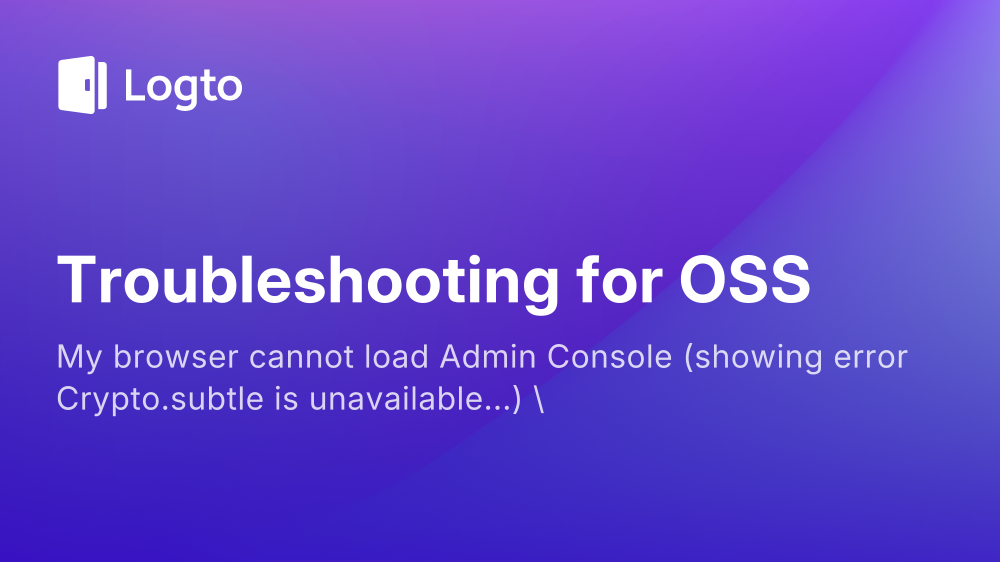 Logto
Troubleshooting for OSS
My browser cannot load Admin Console (showing error
Crypto.subtle is unavailable...) \